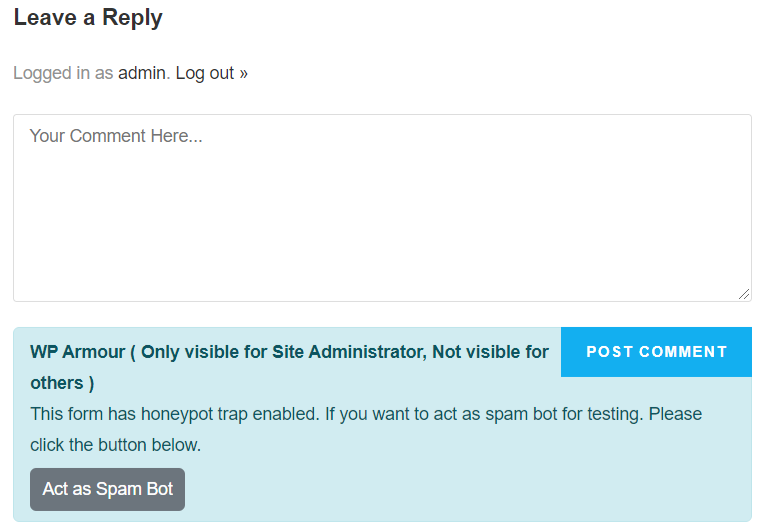 Leave a Reply
Logged in as admin. Log out »
Your Comment Here...
WP Armour ( Only visible for Site Administrator, Not visible for
others )
POST COMMENT
This form has honeypot trap enabled. If you want to act as spam bot for testing. Please
click the button below.
Act as Spam Bot